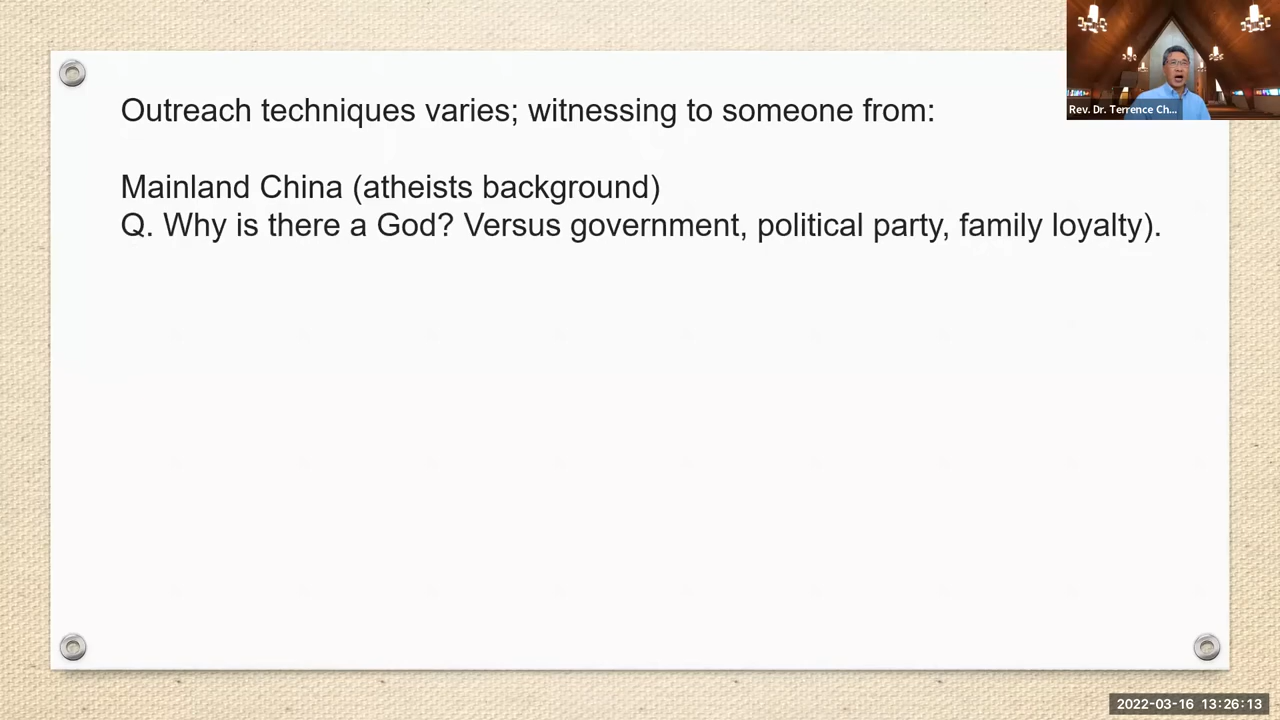 Outreach techniques varies; witnessing to someone from:
Mainland China (atheists background)
Q. Why is there a God? Versus government, political party, family loyalty).
Rev. Dr. Terrence Ch...
2022-03-16 13:26:13